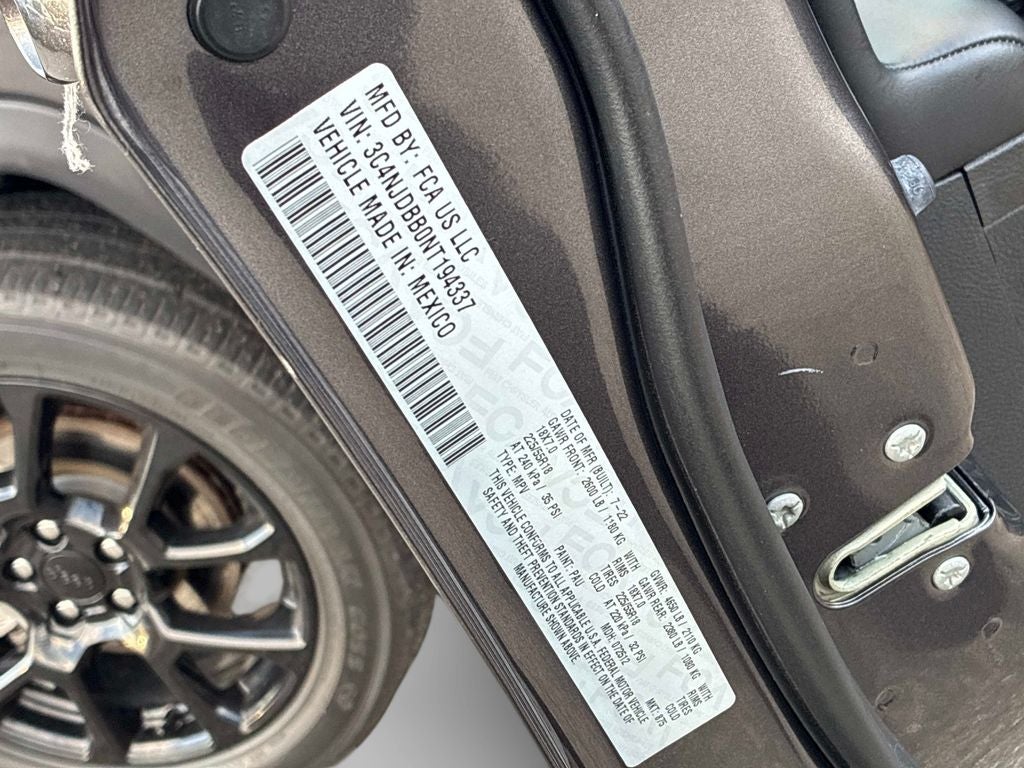 MFD BY: FCA US LLC
VIN: 3C4NJDBB0NT194337
VEHICLE MADE IN: MEXICO
DATE OF MFR (BUILT): 7-22 GVWR: 4650 LB / 2110 KG
GAWR FRONT: 2600 LB / 1180 KG WITH GAWR REAR: 2380 LB / 1080 KG WITH
18X7.0 RIMS 18X7.0 RIMS
225/55R18 TIRES 225/55R18 TIRES
AT 240 kPa / 35 PSI COLD AT 220 kPa / 32 PSI COLD
TYPE: MPV PAINT: PAU MDH: 072512 MKT: 875
THIS VEHICLE CONFORMS TO ALL APPLICABLE U.S.A. FEDERAL MOTOR VEHICLE
SAFETY AND THEFT PREVENTION STANDARDS IN EFFECT ON THE DATE OF
MANUFACTURE SHOWN ABOVE.